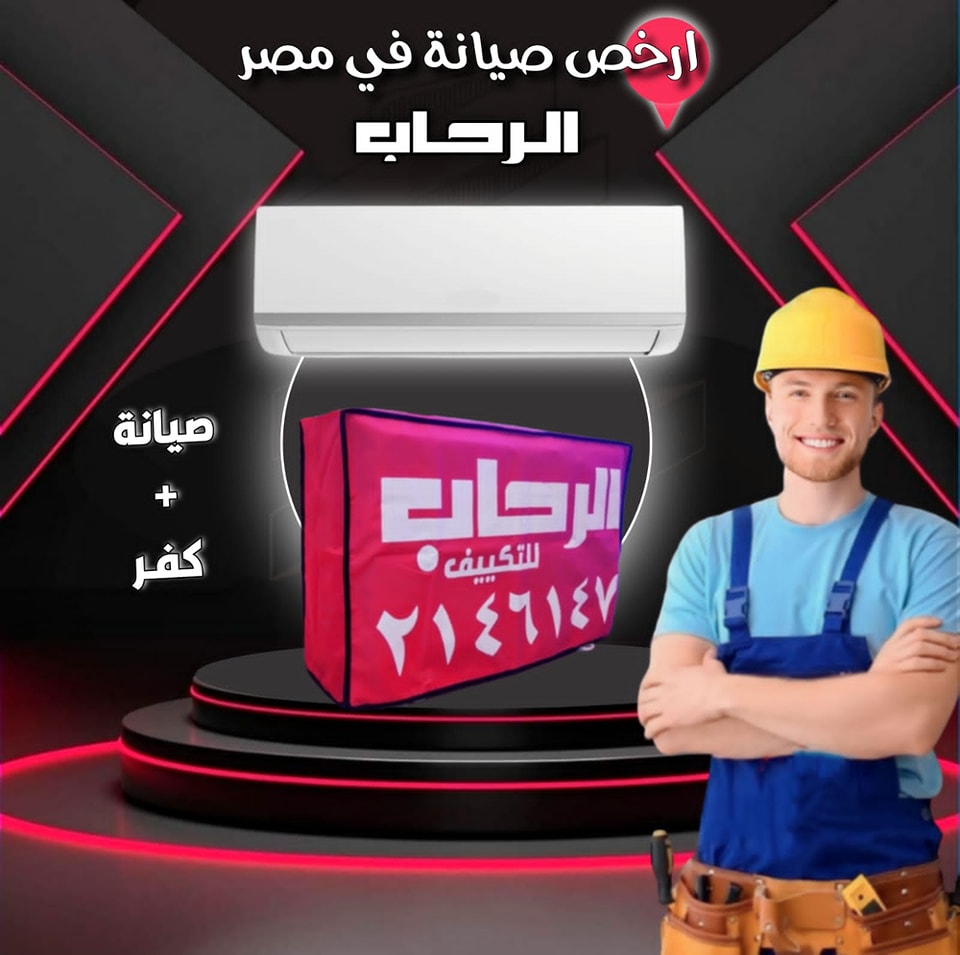 ارخص صيانة في مصر
الرحاب
صيانة
+
كفر
الرحاب
للتكييف
٢١٤٦١٤٧